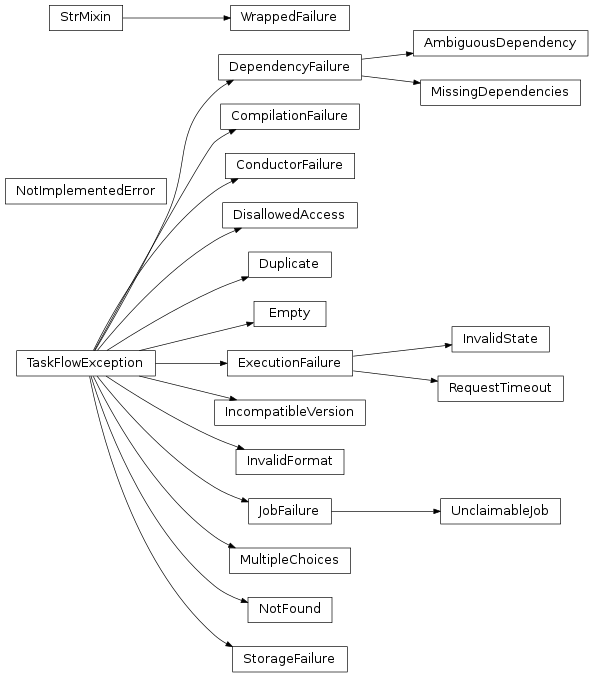 StrMixin
WrappedFailure
AmbiguousDependency
DependencyFailure
MissingDependencies
CompilationFailure
ConductorFailure
NotImplementedError
DisallowedAccess
Duplicate
Empty
InvalidState
TaskFlowException
ExecutionFailure
RequestTimeout
IncompatibleVersion
InvalidFormat
JobFailure
UnclaimableJob
MultipleChoices
NotFound
StorageFailure